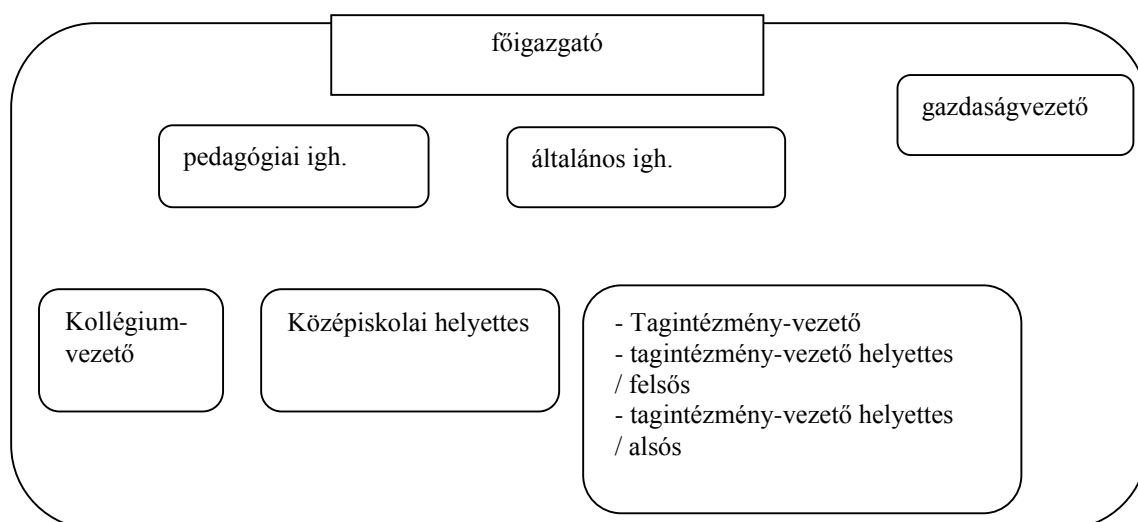 főigazgató
gazdaságvezető
pedagógiai igh.
általános igh.
Kollégium-
vezető
Középiskolai helyettes
- Tagintézmény-vezető
- tagintézmény-vezető helyettes
/ felsős
- tagintézmény-vezető helyettes
/ alsós